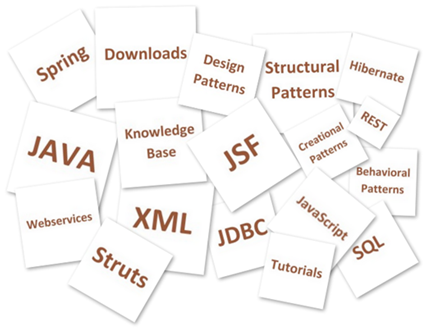 Spring
Downloads
Design
Patterns
Structural
Patterns
Hibernate
REST
JAVA
Knowledge
Base
JSF
Creational
Patterns
Behavioral
Patterns
Webservices
XML
JDBC
JavaScript
SQL
Struts
Tutorials